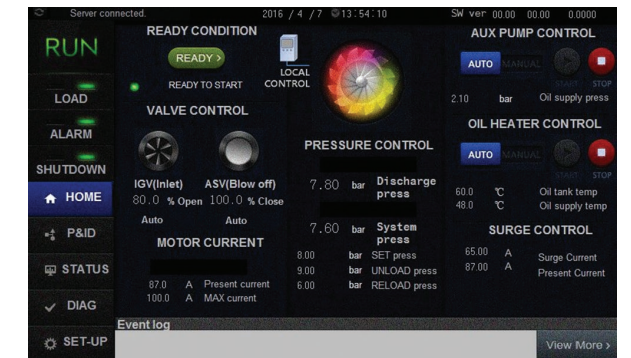 Server connected.
2016 / 4 / 7 13:54:10
SW ver 00.00 00.00 0.0000
RUN
LOAD
ALARM
SHUTDOWN
HOME
P&ID
STATUS
DIAG
SET-UP
READY CONDITION
READY >
READY TO START
LOCAL
CONTROL
VALVE CONTROL
IGV(Inlet)
80.0 % Open
Auto
ASV(Blow off)
100.0 % Close
Auto
MOTOR CURRENT
87.0 A Present current
100.0 A MAX current
PRESSURE CONTROL
7.80 bar Discharge
press
7.60 bar System
press
8.00 bar SET press
9.00 bar UNLOAD press
6.00 bar RELOAD press
AUX PUMP CONTROL
AUTO MANUAL
START STOP
2.10 bar Oil supply press
OIL HEATER CONTROL
AUTO MANUAL
START STOP
60.0 ℃ Oil tank temp
48.0 ℃ Oil supply temp
SURGE CONTROL
65.00 A Surge Current
87.00 A Present Current
Event log
View More >